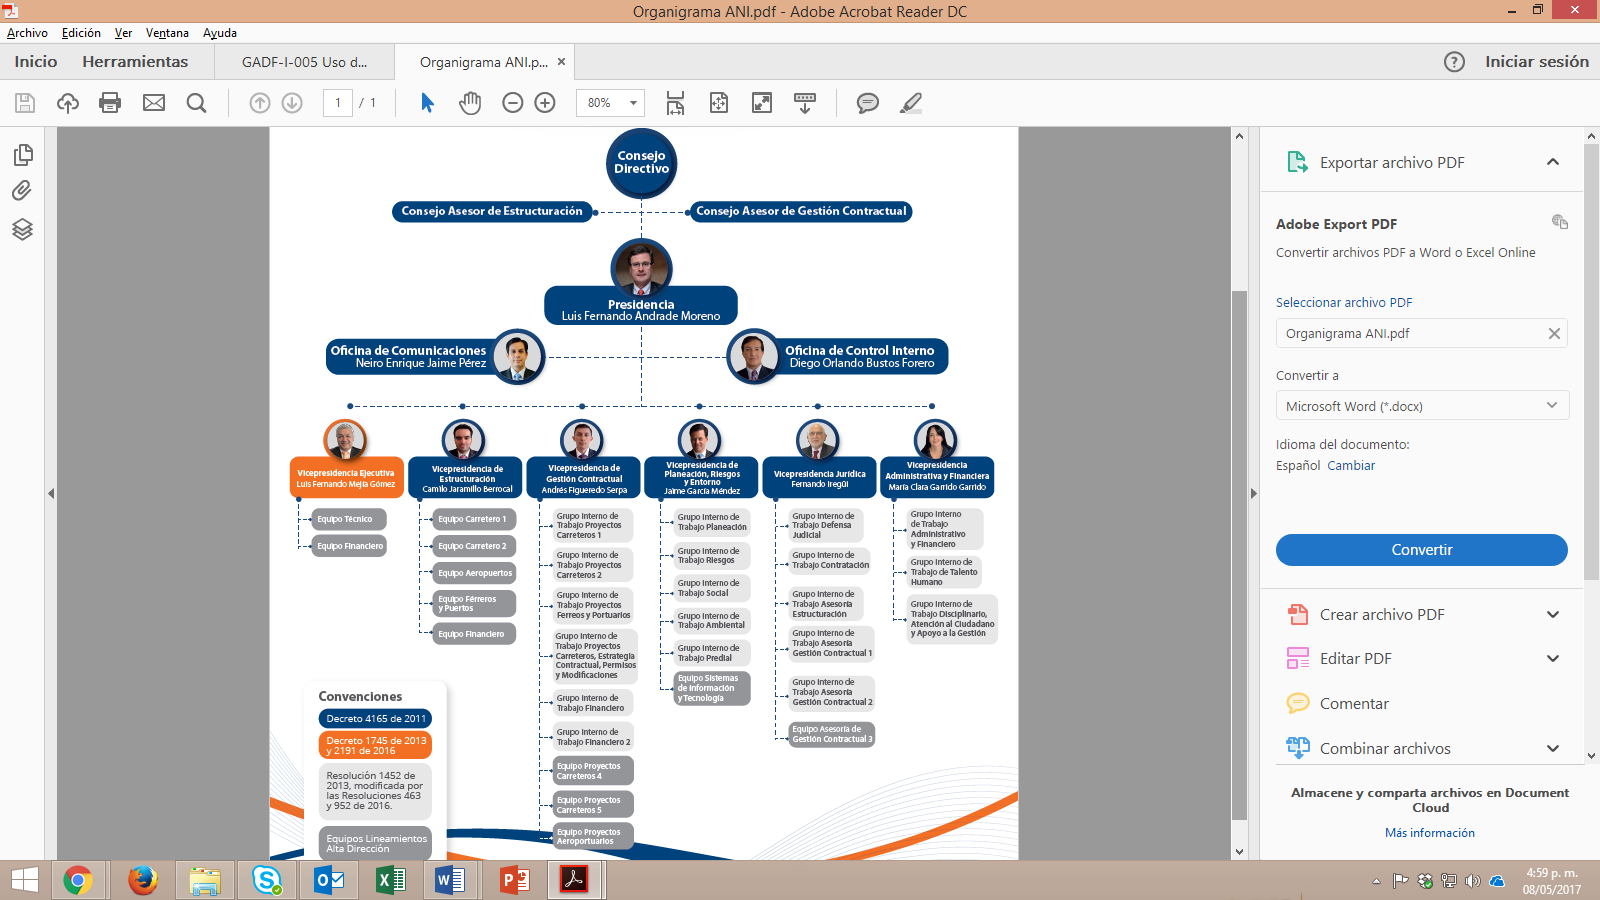 Organigrama ANI.pdf - Adobe Acrobat Reader DC
Archivo Edición Ver Ventana Ayuda
Inicio Herramientas GADF-I-005 Uso d... Organigrama ANI.p... × ? Iniciar sesión
1 / 1 80%
Consejo
Directivo
Consejo Asesor de Estructuración
Consejo Asesor de Gestión Contractual
Presidencia
Luis Fernando Andrade Moreno
Oficina de Comunicaciones
Neiro Enrique Jaime Pérez
Oficina de Control Interno
Diego Orlando Bustos Forero
Vicepresidencia Ejecutiva
Luis Fernando Mejía Gómez
Equipo Técnico
Equipo Financiero
Vicepresidencia de
Estructuración
Camilo Jaramillo Berrocal
Equipo Carretero 1
Equipo Carretero 2
Equipo Aeropuertos
Equipo Férreros
y Puertos
Equipo Financiero
Vicepresidencia de
Gestión Contractual
Andrés Figueredo Serpa
Grupo Interno de
Trabajo Proyectos
Carreteros 1
Grupo Interno de
Trabajo Proyectos
Carreteros 2
Grupo Interno de
Trabajo Proyectos
Ferreos y Portuarios
Grupo Interno de
Trabajo Proyectos
Carreteros, Estrategia
Contractual, Permisos
y Modificaciones
Grupo Interno de
Trabajo Financiero
Grupo Interno de
Trabajo Financiero 2
Equipo Proyectos
Carreteros 4
Equipo Proyectos
Carreteros 5
Equipo Proyectos
Aeroportuarios
Vicepresidencia de
Planeación, Riesgos
y Entorno
Jaime García Méndez
Grupo Interno de
Trabajo Planeación
Grupo Interno de
Trabajo Riesgos
Grupo Interno de
Trabajo Social
Grupo Interno de
Trabajo Ambiental
Grupo Interno de
Trabajo Predial
Equipo Sistemas
de Información
y Tecnología
Vicepresidencia Jurídica
Fernando Iregüi
Grupo Interno de
Trabajo Defensa
Judicial
Grupo Interno de
Trabajo Contratación
Grupo Interno de
Trabajo Asesoría
Estructuración
Grupo Interno de
Trabajo Asesoría
Gestión Contractual 1
Grupo Interno de
Trabajo Asesoría
Gestión Contractual 2
Equipo Asesoría de
Gestión Contractual 3
Vicepresidencia
Administrativa y Financiera
María Clara Garrido Garrido
Grupo Interno
de Trabajo
Administrativo
y Financiero
Grupo Interno de
Trabajo de Talento
Humano
Grupo Interno de
Trabajo Disciplinario,
Atención al Ciudadano
y Apoyo a la Gestión
Convenciones
Decreto 4165 de 2011
Decreto 1745 de 2013
y 2191 de 2016
Resolución 1452 de
2013, modificada por
las Resoluciones 463
y 952 de 2016.
Equipos Lineamientos
Alta Dirección
Exportar archivo PDF
Adobe Export PDF
Convertir archivos PDF a Word o Excel Online
Seleccionar archivo PDF
Organigrama ANI.pdf
Convertir a
Microsoft Word (*.docx)
Idioma del documento:
Español Cambiar
Convertir
Crear archivo PDF
Editar PDF
Comentar
Combinar archivos
Almacene y comparta archivos en Document
Cloud
Más información
4:59 p. m.
08/05/2017